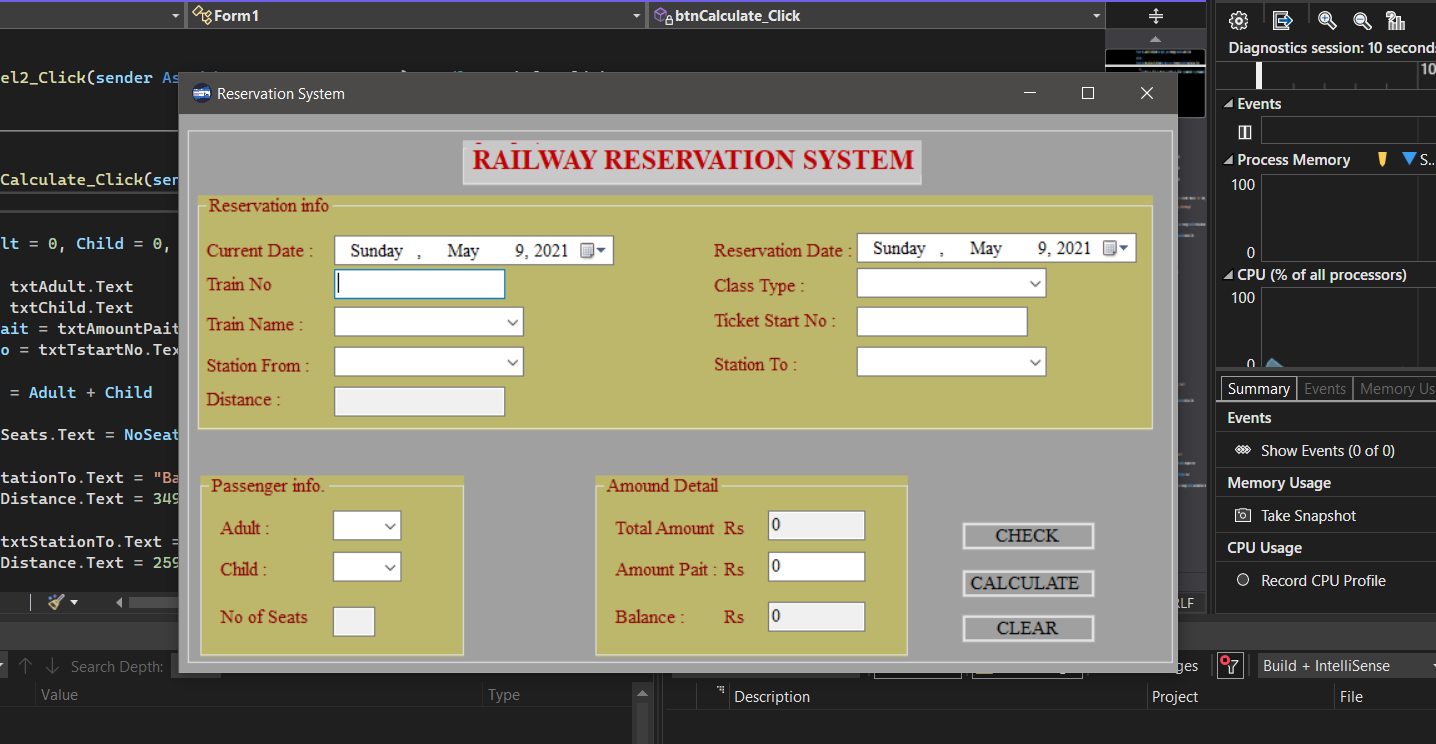 Form1
btnCalculate_Click
Diagnostics session: 10 second
10
el2_Click(sender As
Reservation System
Events
Calculate_Click(sen
RAILWAY RESERVATION SYSTEM
Process Memory S...
100
0
Reservation info
lt = 0, Child = 0,
Current Date : Sunday , May 9, 2021
Reservation Date : Sunday , May 9, 2021
CPU (% of all processors)
100
0
txtAdult.Text
Train No
Class Type :
txtChild.Text
ait = txtAmountPait
Train Name :
Ticket Start No :
o = txtTstartNo.Tex
Station From :
Station To :
= Adult + Child
Distance :
Summary Events Memory Us
Events
Seats.Text = NoSeat
Show Events (0 of 0)
tationTo.Text = "Ba
Distance.Text = 349
Memory Usage
Passenger info.
Amound Detail
Take Snapshot
Adult :
Total Amount Rs 0
CHECK
txtStationTo.Text =
CPU Usage
Distance.Text = 259
Child :
Amount Pait : Rs 0
CALCULATE
Record CPU Profile
RLF
No of Seats
Balance : Rs 0
CLEAR
Search Depth:
ges
Build + IntelliSense
Value
Type
Description
Project
File